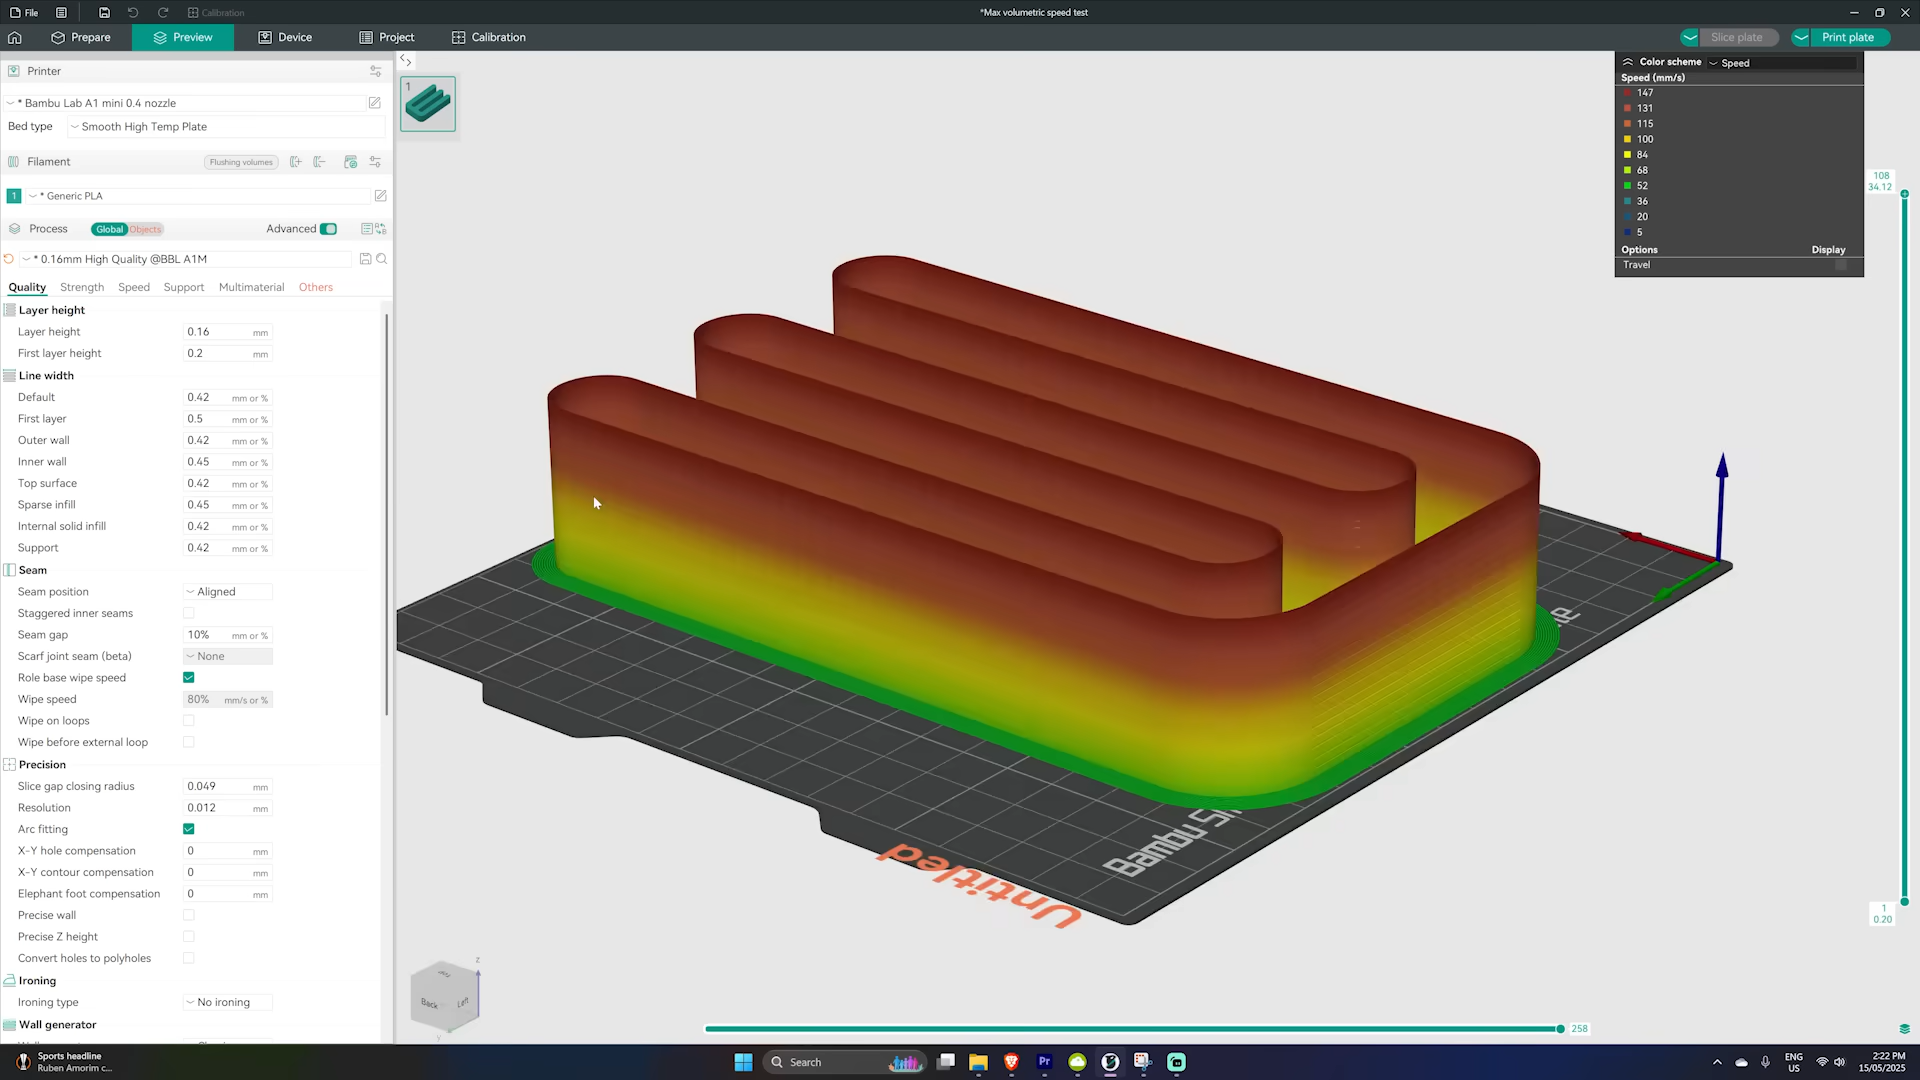 File
Calibration
*Max volumetric speed test
Prepare
Preview
Device
Project
Calibration
Slice plate
Print plate
Printer
* Bambu Lab A1 mini 0.4 nozzle
Bed type
Smooth High Temp Plate
Filament
Flushing volumes
1
* Generic PLA
Process
Global
Objects
Advanced
* 0.16mm High Quality @BBL A1M
Quality
Strength
Speed
Support
Multimaterial
Others
Layer height
Layer height 0.16 mm
First layer height 0.2 mm
Line width
Default 0.42 mm or %
First layer 0.5 mm or %
Outer wall 0.42 mm or %
Inner wall 0.45 mm or %
Top surface 0.42 mm or %
Sparse infill 0.45 mm or %
Internal solid infill 0.42 mm or %
Support 0.42 mm or %
Seam
Seam position Aligned
Staggered inner seams
Seam gap 10% mm or %
Scarf joint seam (beta) None
Role base wipe speed
Wipe speed 80% mm/s or %
Wipe on loops
Wipe before external loop
Precision
Slice gap closing radius 0.049 mm
Resolution 0.012 mm
Arc fitting
X-Y hole compensation 0 mm
X-Y contour compensation 0 mm
Elephant foot compensation 0 mm
Precise wall
Precise Z height
Convert holes to polyholes
Ironing
Ironing type No ironing
Wall generator
1
Color scheme Speed
Speed (mm/s)
147
131
115
100
84
68
52
36
20
5
Options Display
Travel
108
34.12
1
0.20
258
Untitled
Back
Left
z
y
Sports headline
Ruben Amorim c...
Search
Pr
ENG
US
2:22 PM
15/05/2025